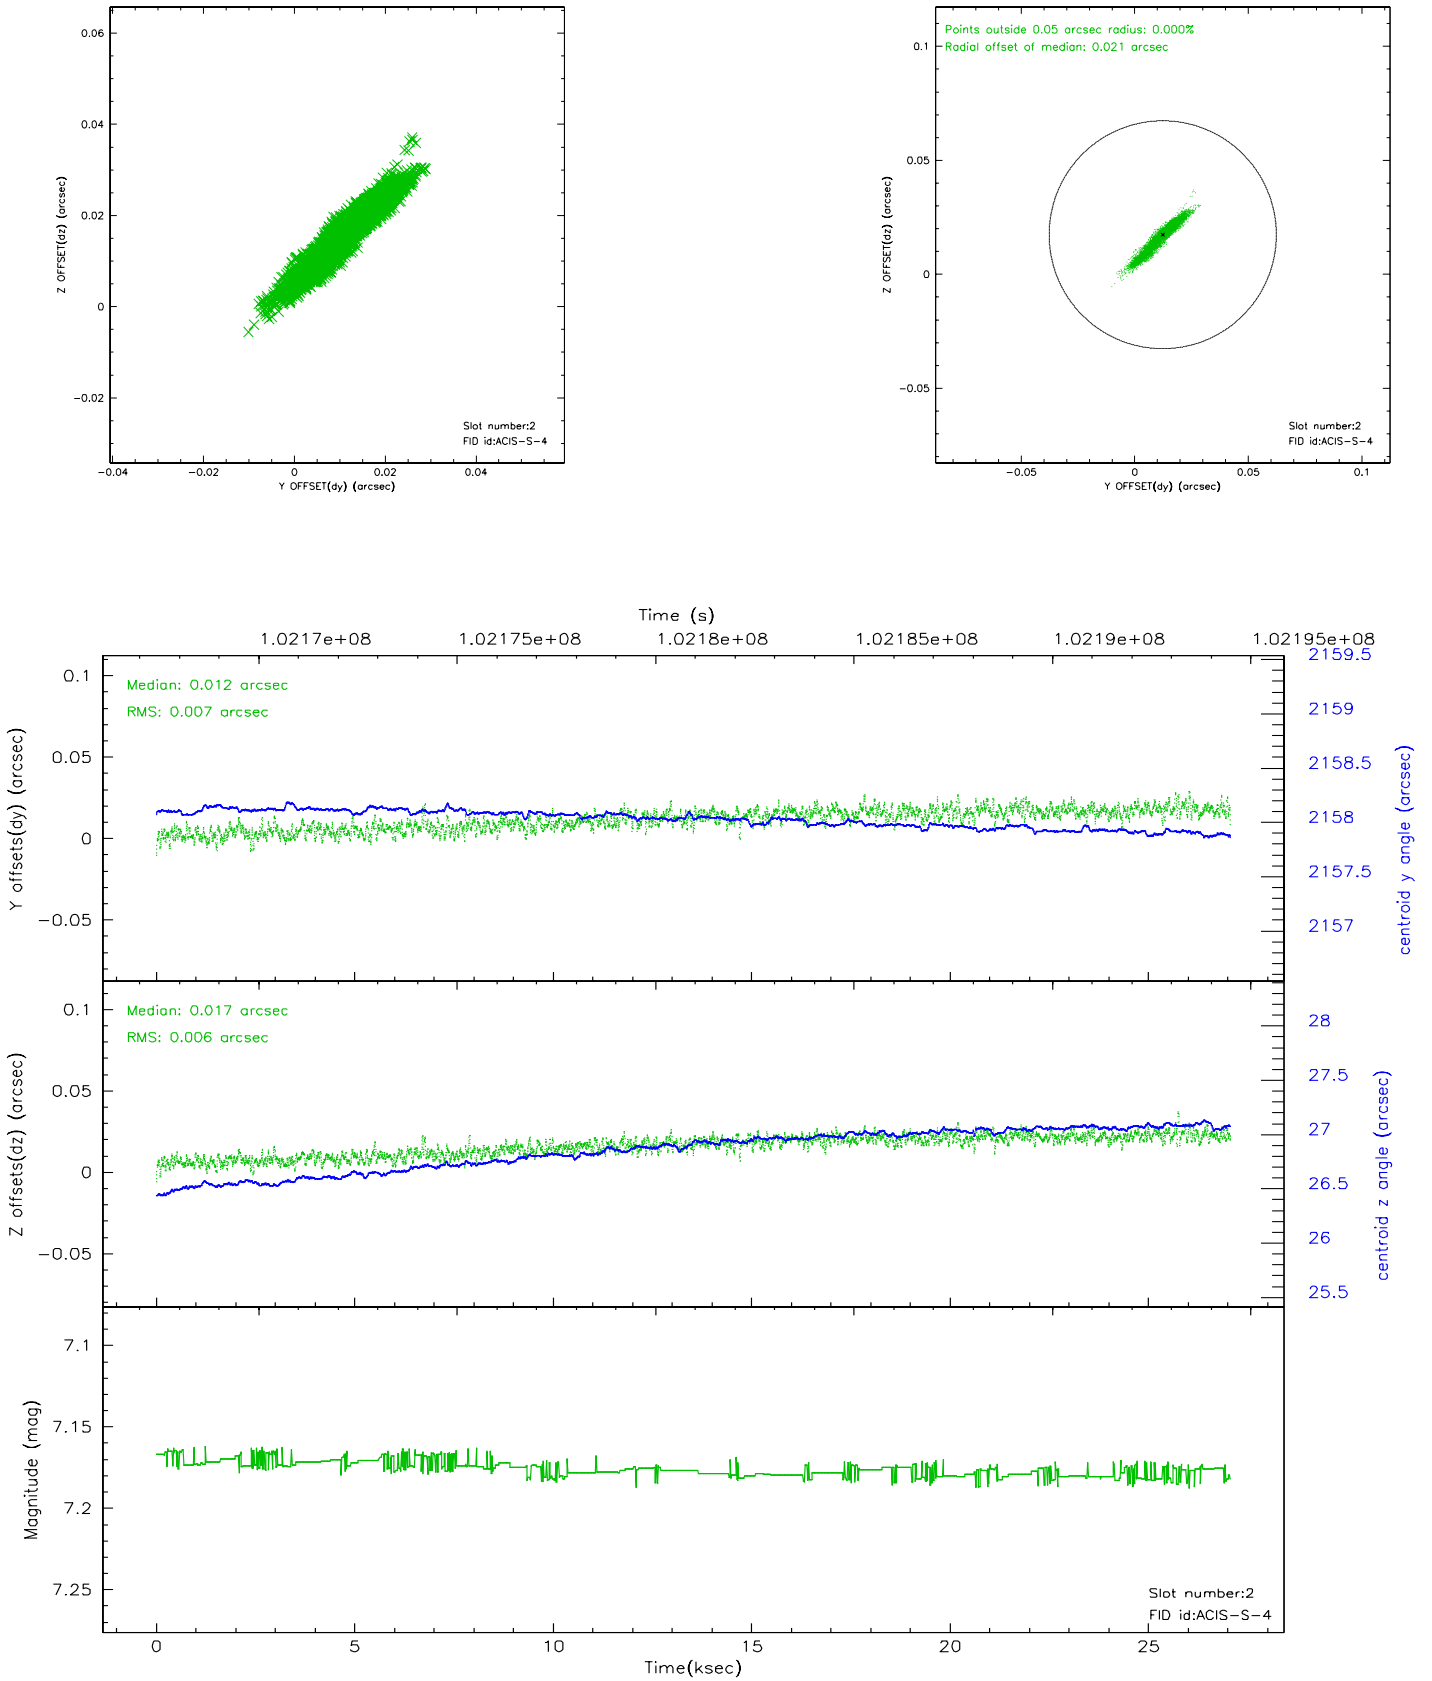 0.06
0.04
0.02
0
−0.02
Z OFFSET(dz) (arcsec)
Slot number:2
FID id:ACIS−S−4
−0.04 −0.02 0 0.02 0.04
Y OFFSET(dy) (arcsec)
Points outside 0.05 arcsec radius: 0.000%
Radial offset of median: 0.021 arcsec
0.1
0.05
0
−0.05
Z OFFSET(dz) (arcsec)
Slot number:2
FID id:ACIS−S−4
−0.05 0 0.05 0.1
Y OFFSET(dy) (arcsec)
Time (s)
1.0217e+08 1.02175e+08 1.0218e+08 1.02185e+08 1.0219e+08 1.02195e+08
Median: 0.012 arcsec
RMS: 0.007 arcsec
0.1
0.05
0
−0.05
Y offsets(dy) (arcsec)
2159.5
2159
2158.5
2158
2157.5
2157
centroid y angle (arcsec)
Median: 0.017 arcsec
RMS: 0.006 arcsec
0.1
0.05
0
−0.05
Z offsets(dz) (arcsec)
28
27.5
27
26.5
26
25.5
centroid z angle (arcsec)
7.1
7.15
7.2
7.25
Magnitude (mag)
Slot number:2
FID id:ACIS−S−4
0 5 10 15 20 25
Time(ksec)